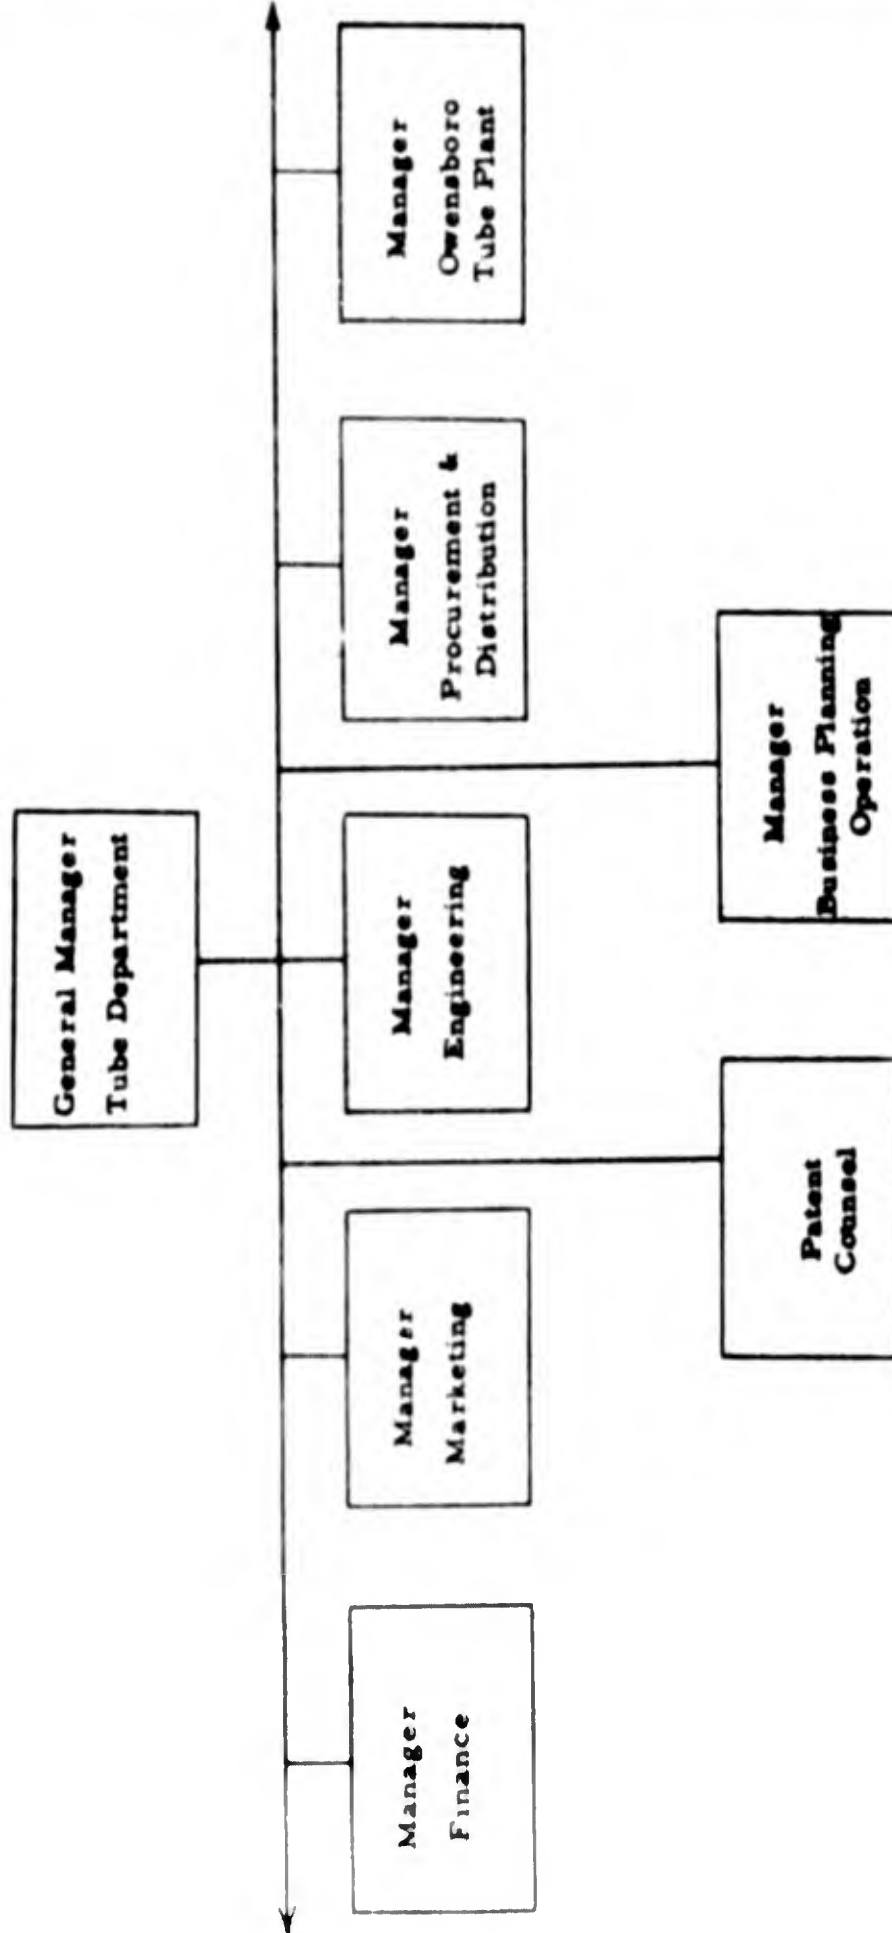 General Manager
Tube Department
Manager
Finance
Manager
Marketing
Manager
Engineering
Manager
Procurement &
Distribution
Manager
Owensboro
Tube Plant
Patent
Counsel
Manager
Business Planning
Operation